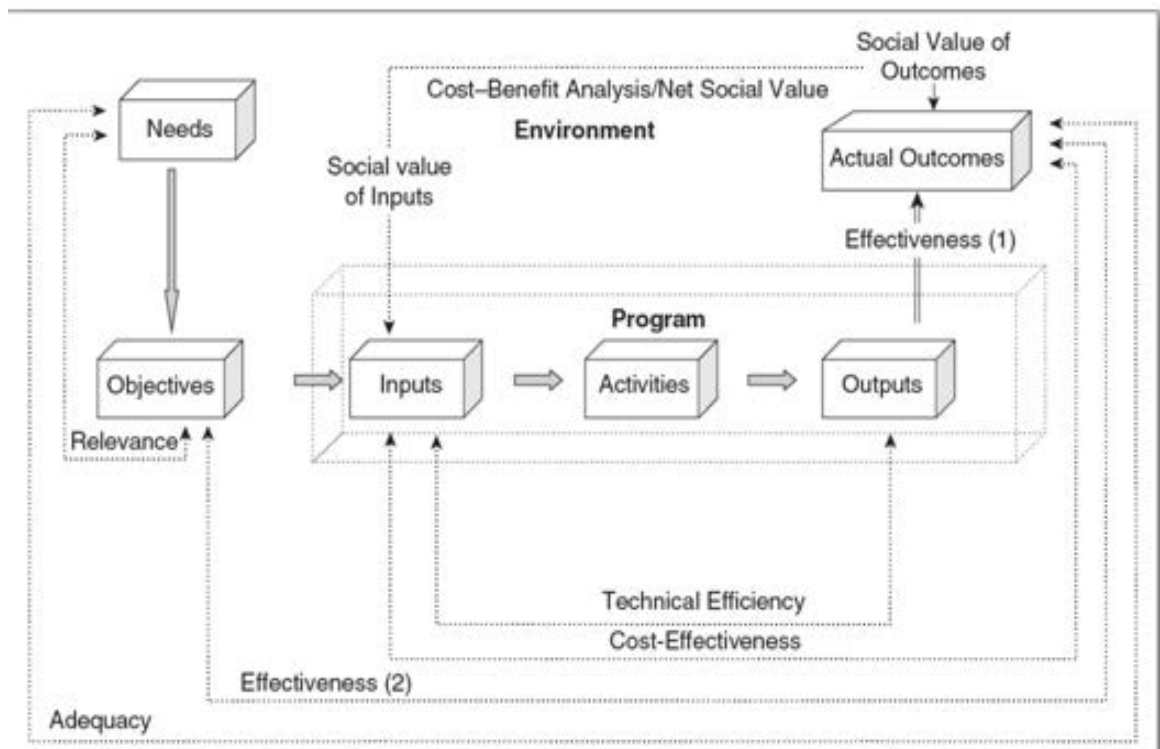 Social Value of
Outcomes
Cost–Benefit Analysis/Net Social Value
Needs
Environment
Actual Outcomes
Social value
of Inputs
Effectiveness (1)
Program
Objectives
Inputs
Activities
Outputs
Relevance
Technical Efficiency
Cost-Effectiveness
Effectiveness (2)
Adequacy